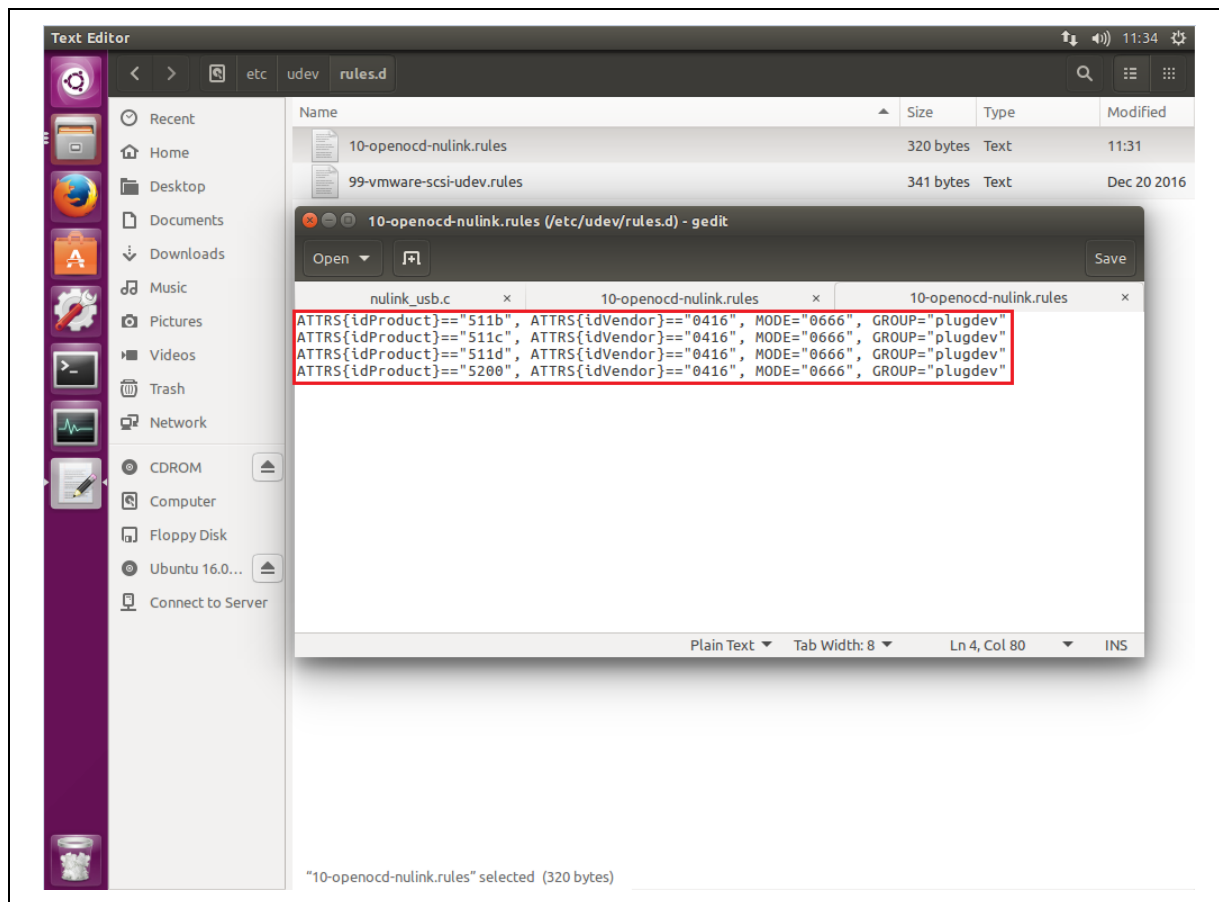 Text Editor
11:34
etc
udev
rules.d
Recent
Home
Desktop
Documents
Downloads
Music
Pictures
Videos
Trash
Network
CDROM
Computer
Floppy Disk
Ubuntu 16.0…
Connect to Server
Name Size Type Modified
10-openocd-nulink.rules 320 bytes Text 11:31
99-vmware-scsi-udev.rules 341 bytes Text Dec 20 2016
10-openocd-nulink.rules (/etc/udev/rules.d) - gedit
Open Save
nulink_usb.c × 10-openocd-nulink.rules × 10-openocd-nulink.rules ×
ATTRS{idProduct}=="511b", ATTRS{idVendor}=="0416", MODE="0666", GROUP="plugdev"
ATTRS{idProduct}=="511c", ATTRS{idVendor}=="0416", MODE="0666", GROUP="plugdev"
ATTRS{idProduct}=="511d", ATTRS{idVendor}=="0416", MODE="0666", GROUP="plugdev"
ATTRS{idProduct}=="5200", ATTRS{idVendor}=="0416", MODE="0666", GROUP="plugdev"
Plain Text Tab Width: 8 Ln 4, Col 80 INS
"10-openocd-nulink.rules" selected (320 bytes)